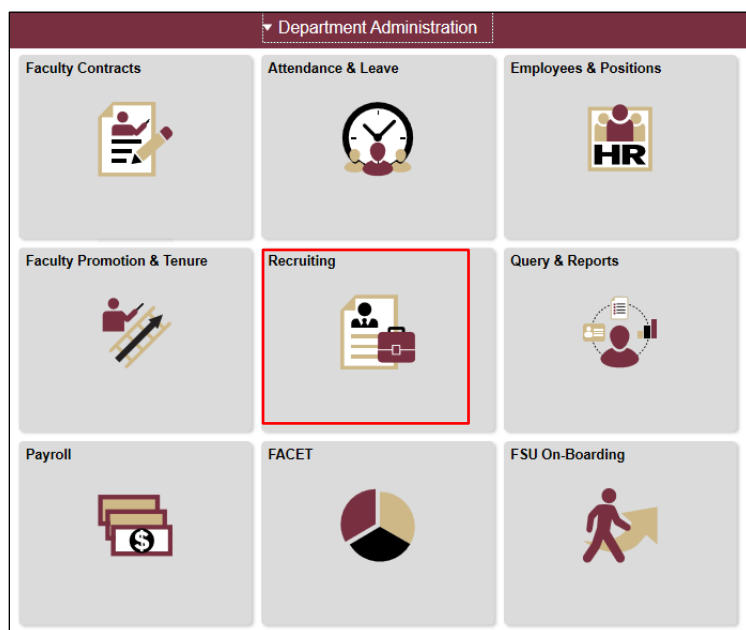 Department Administration
Faculty Contracts
Attendance & Leave
Employees & Positions
HR
Faculty Promotion & Tenure
Recruiting
Query & Reports
Payroll
FACET
FSU On-Boarding
$